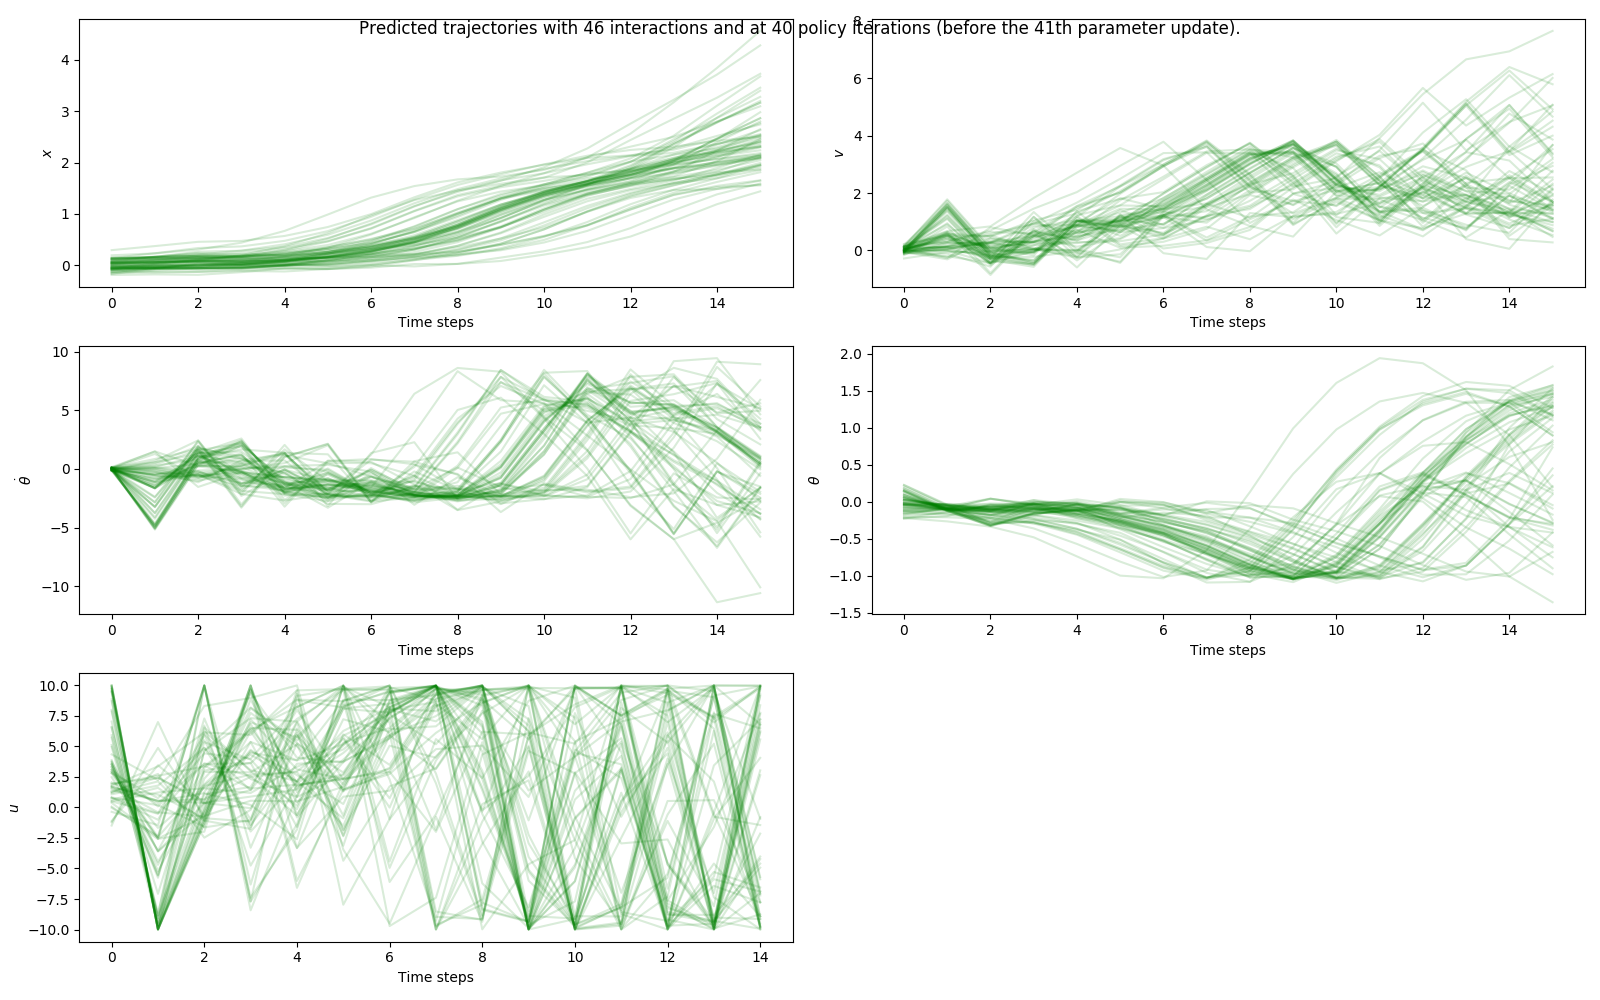 Predicted trajectories with 46 interactions and at 40 policy iterations (before the 41th parameter update).
4
3
2
1
0
x
0 2 4 6 8 10 12 14
Time steps
8
6
4
2
0
v
0 2 4 6 8 10 12 14
Time steps
10
5
0
−5
−10
θ̇
0 2 4 6 8 10 12 14
Time steps
2.0
1.5
1.0
0.5
0.0
−0.5
−1.0
−1.5
θ
0 2 4 6 8 10 12 14
Time steps
10.0
7.5
5.0
2.5
0.0
−2.5
−5.0
−7.5
−10.0
u
0 2 4 6 8 10 12 14
Time steps